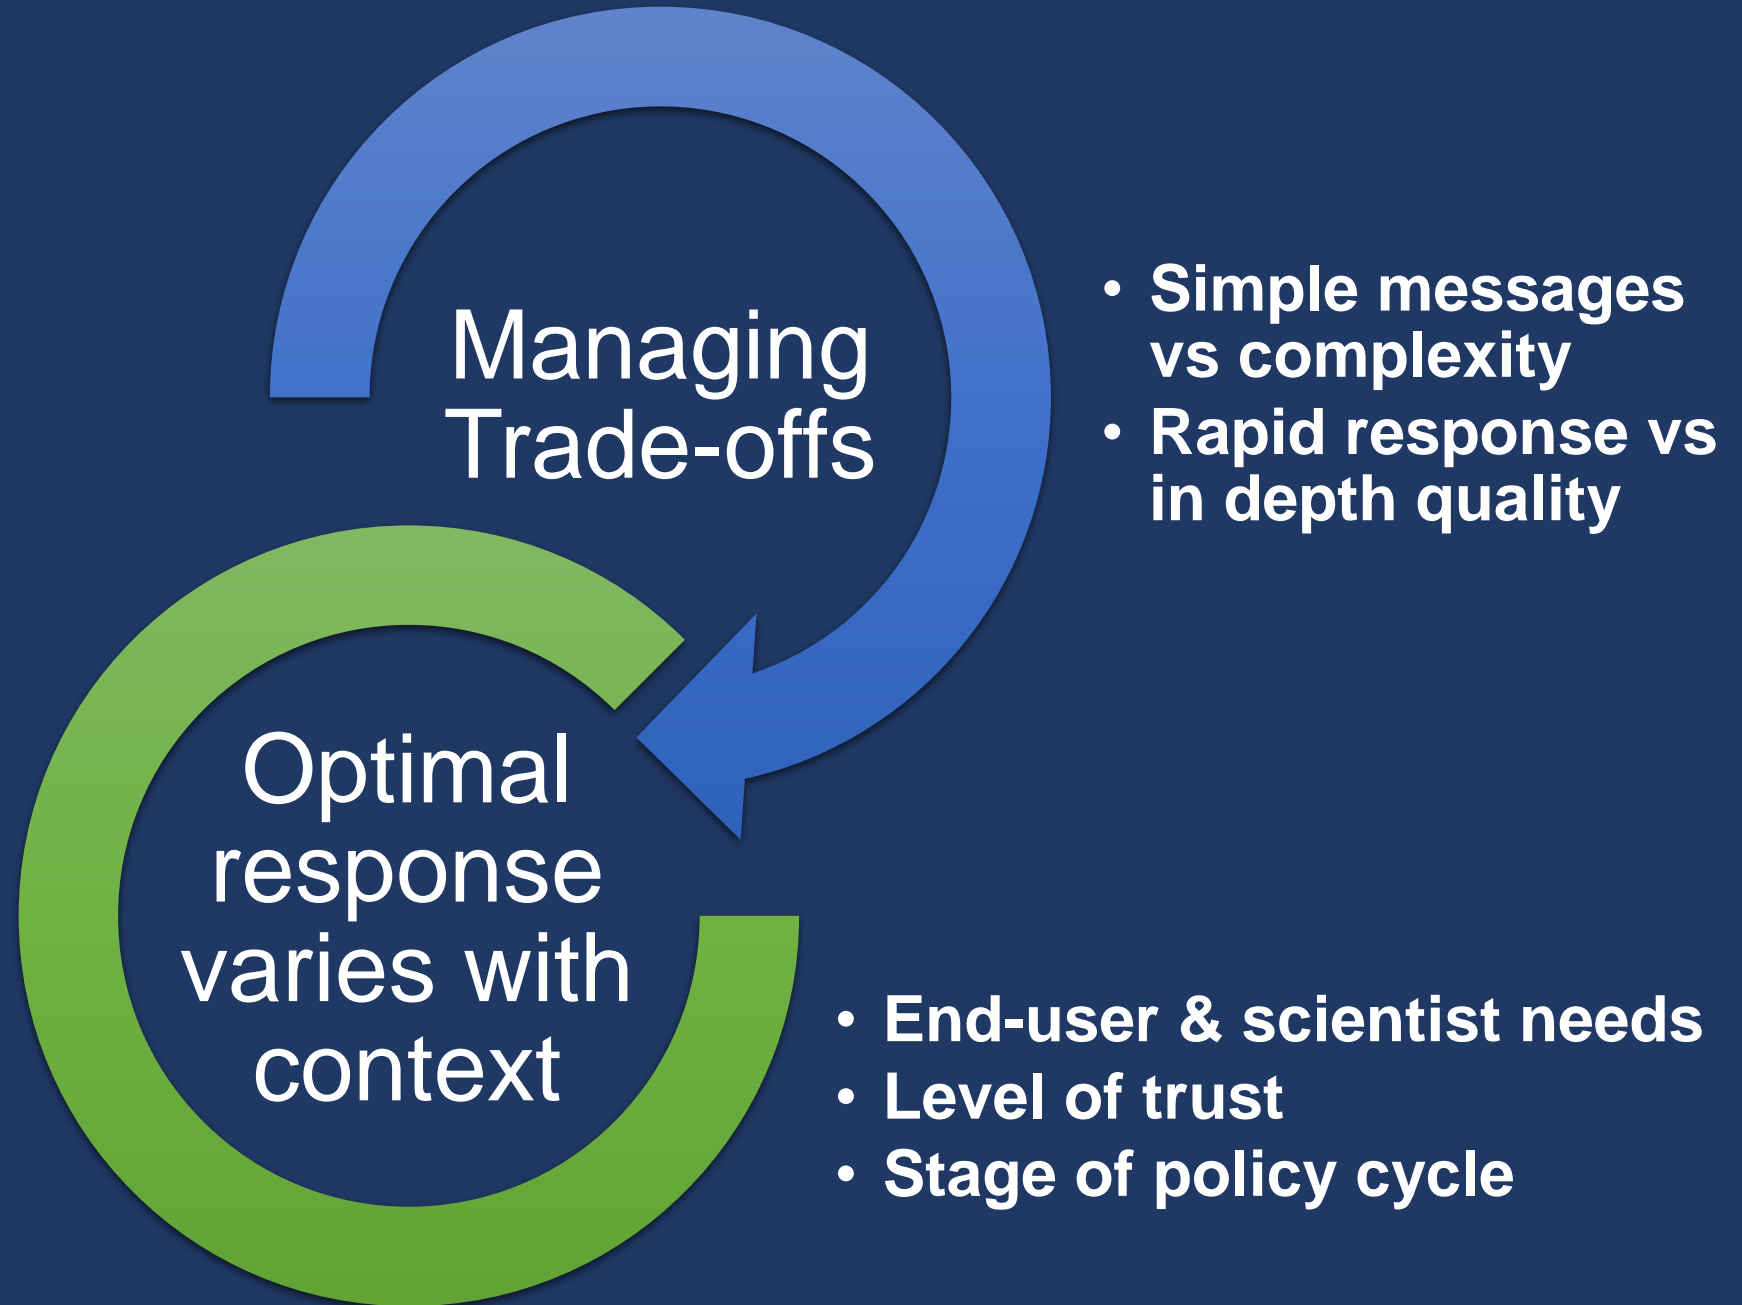 Managing
Trade-offs
• Simple messages
vs complexity
• Rapid response vs
in depth quality
Optimal
response
varies with
context
• End-user & scientist needs
• Level of trust
• Stage of policy cycle